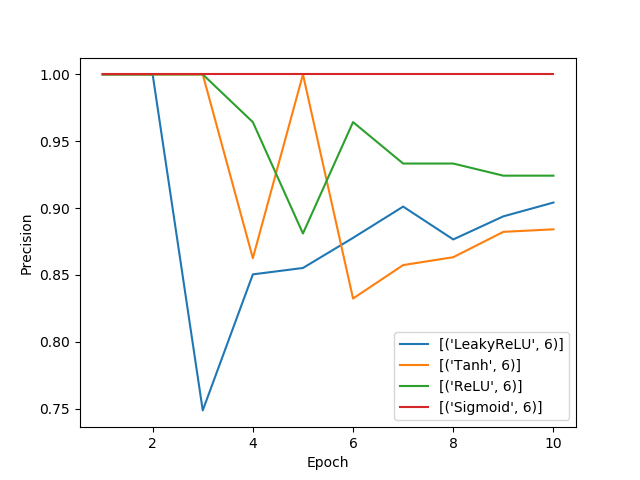 1.00
0.95
0.90
0.85
0.80
0.75
Precision
2 4 6 8 10
Epoch
[('LeakyReLU', 6)]
[('Tanh', 6)]
[('ReLU', 6)]
[('Sigmoid', 6)]